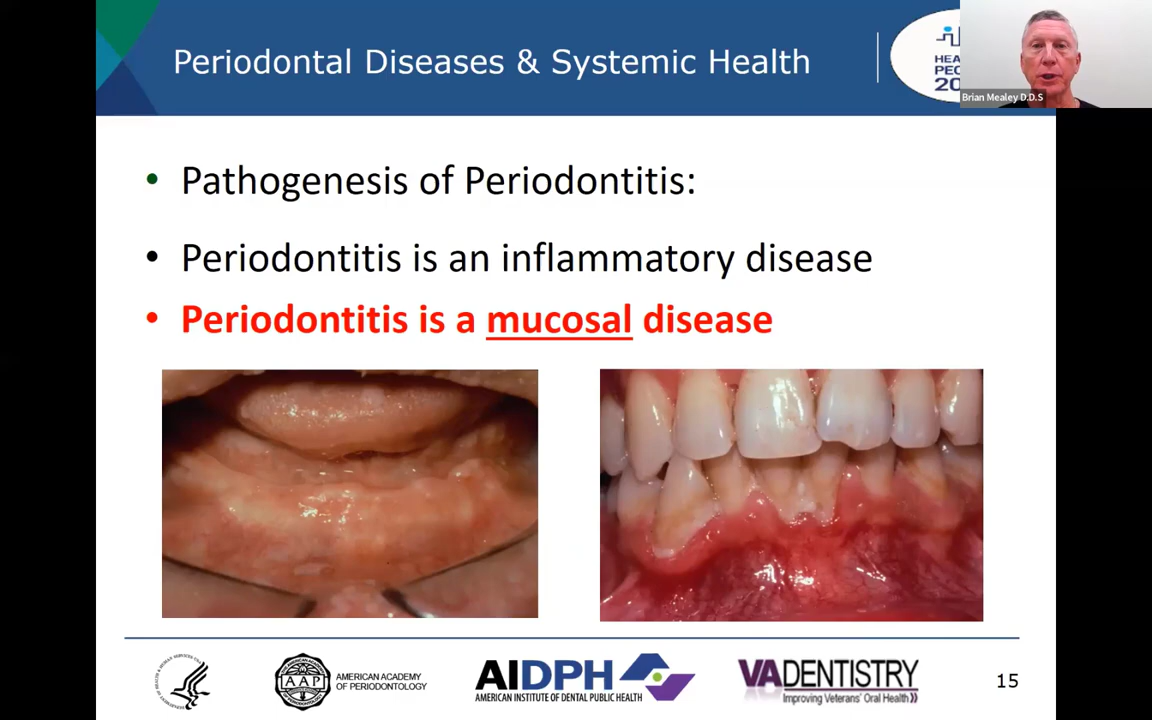 Periodontal Diseases & Systemic Health
Brian Mealey D.D.S
• Pathogenesis of Periodontitis:
• Periodontitis is an inflammatory disease
• Periodontitis is a mucosal disease
AAP
AMERICAN ACADEMY
OF PERIODONTOLOGY
AIDPH
AMERICAN INSTITUTE OF DENTAL PUBLIC HEALTH
VADENTISTRY
Improving Veterans' Oral Health
15